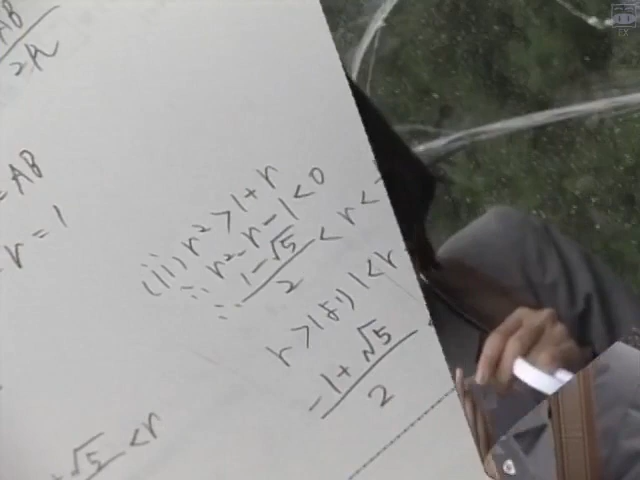 AB
2R
= AB
r = 1
(ii) r² > 1 + r
∴ r² - r - 1 < 0
∴ (1 - √5)/2 < r <
r > 1より 1 < r
(-1 + √5)/2
√5 < r